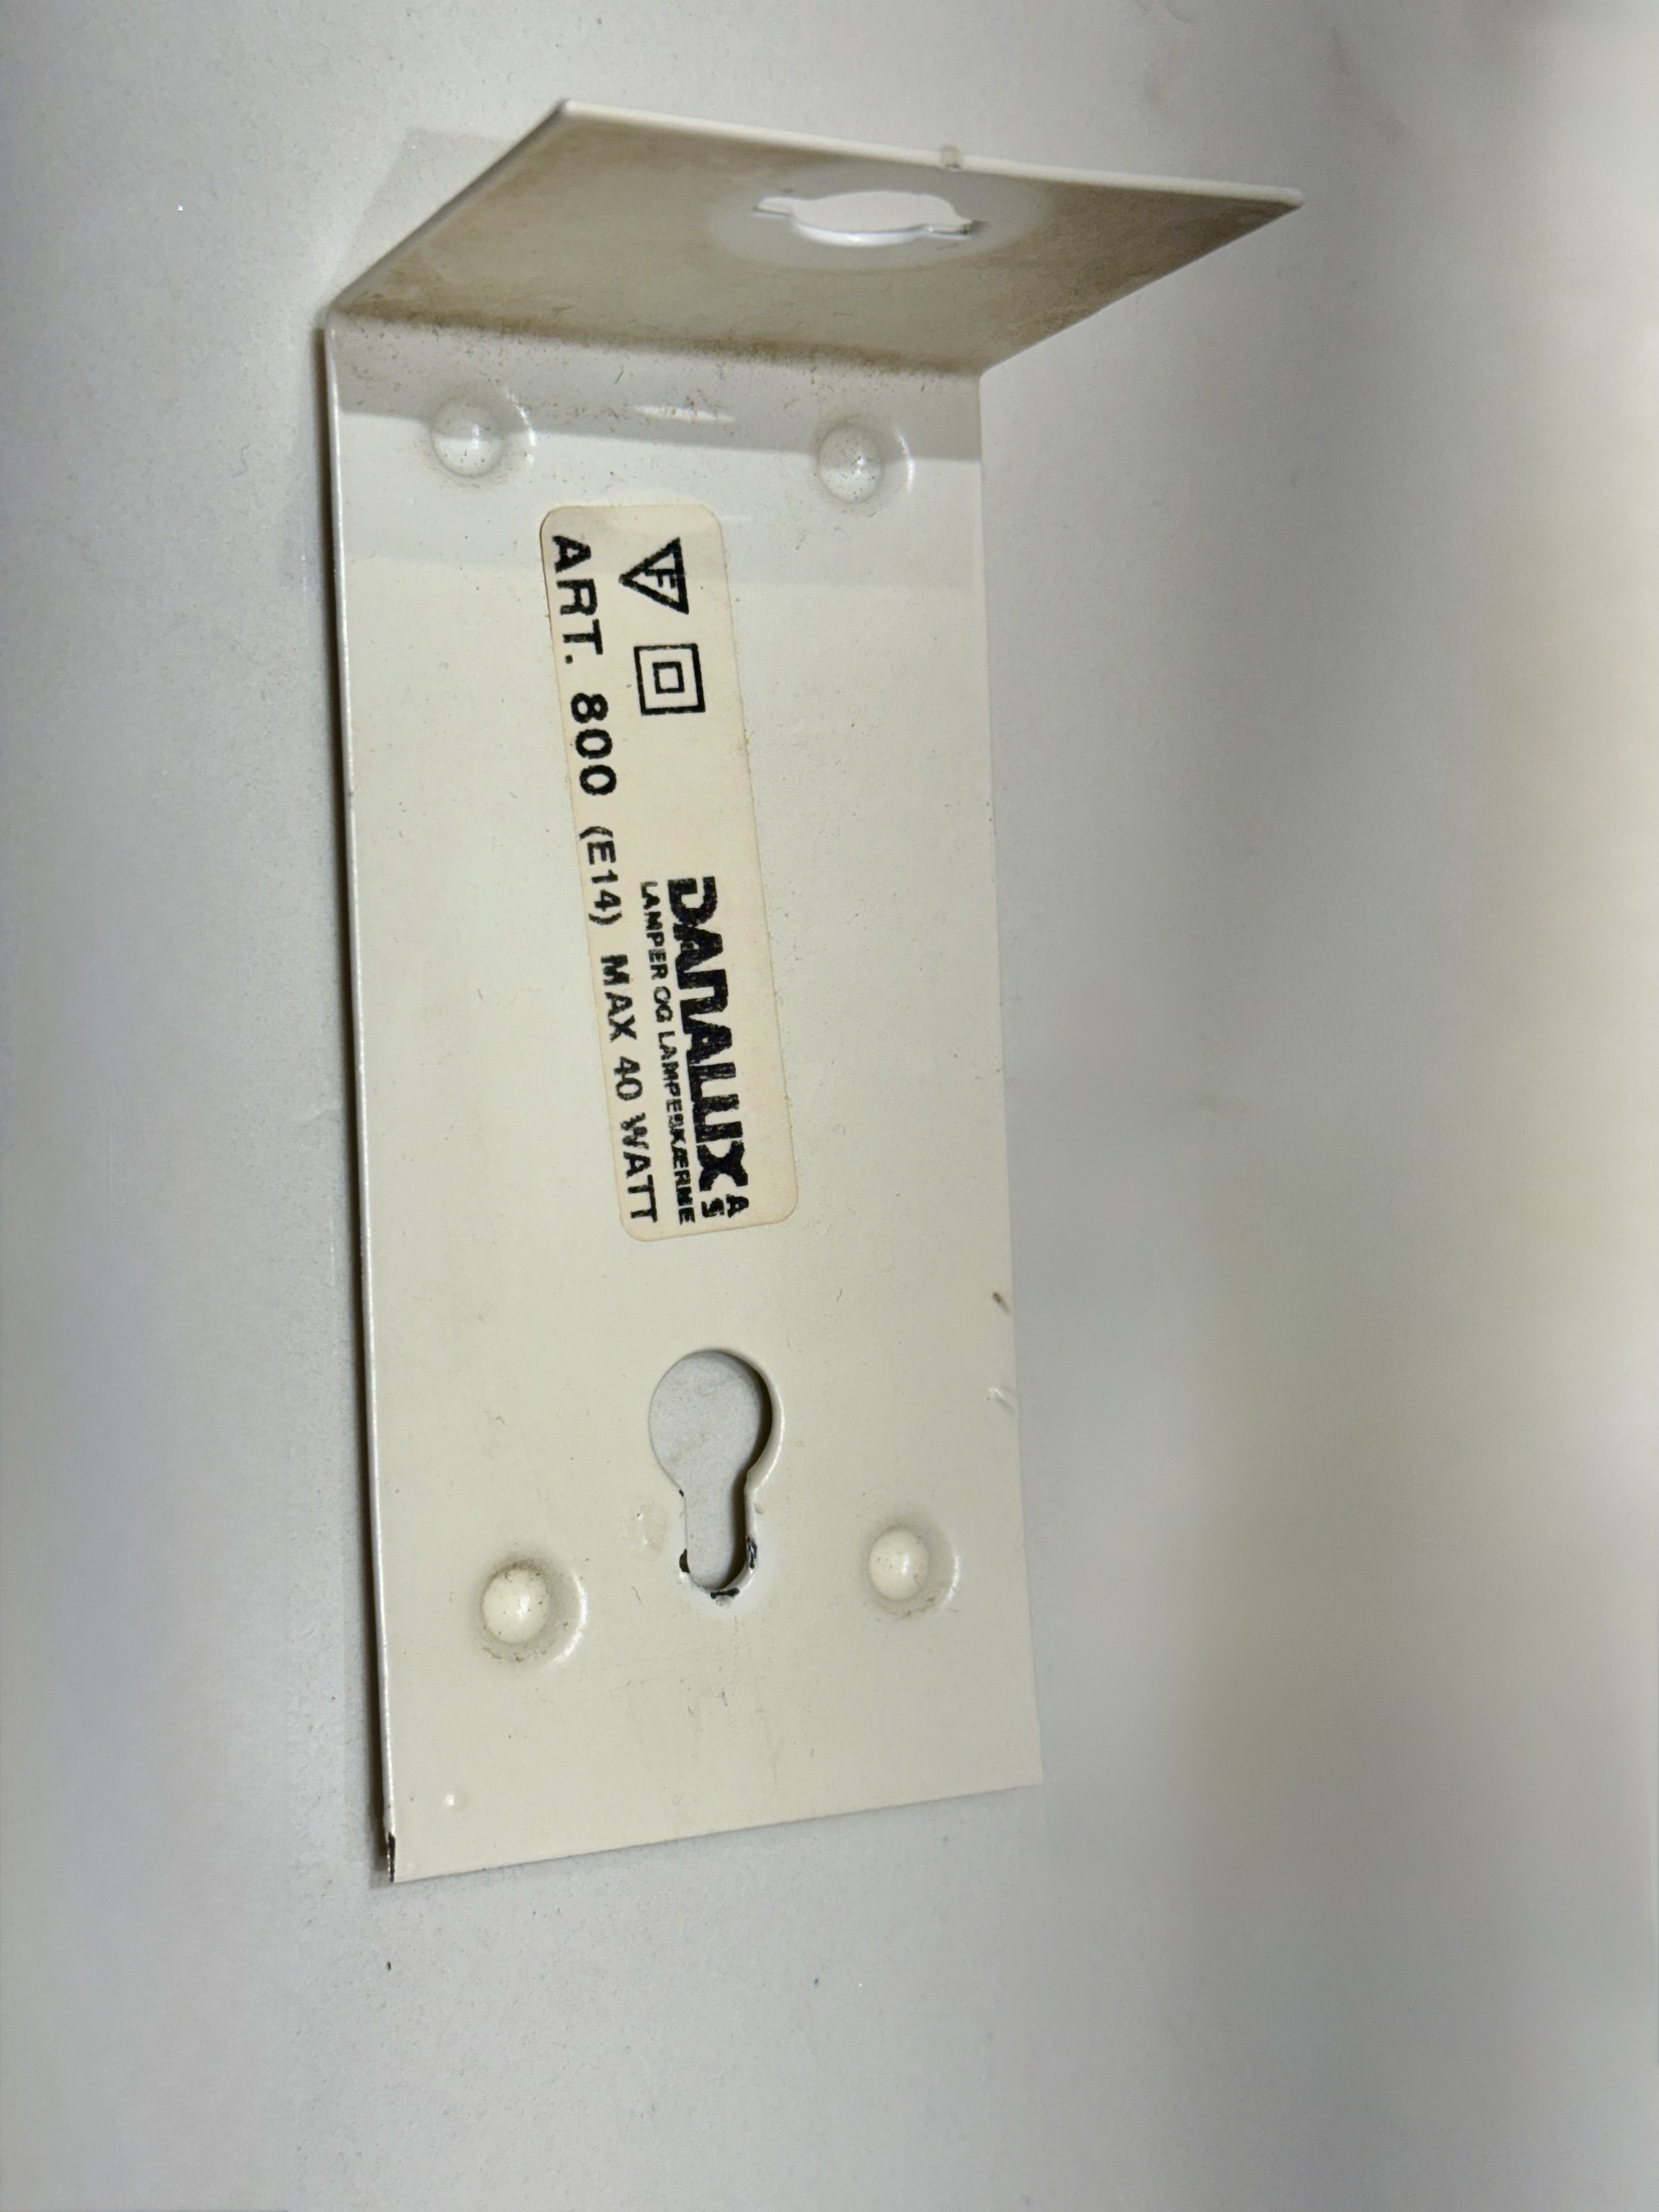 F
DANALUX A/S
LAMPER OG LAMPESKÆRME
ART. 800 (E14) MAX 40 WATT